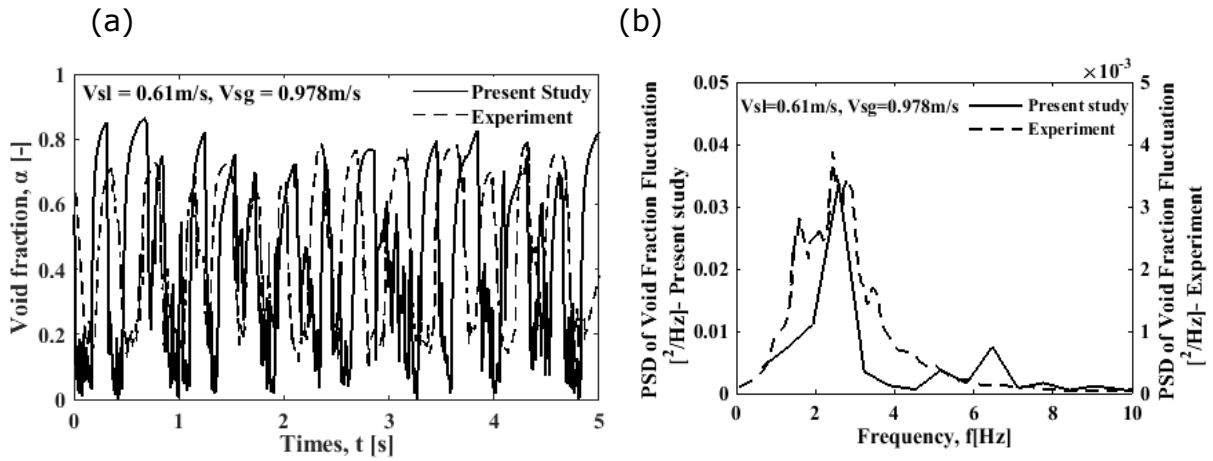 (a)
Vsl = 0.61m/s, Vsg = 0.978m/s
Present Study
Experiment
Void fraction, α [-]
1
0.8
0.6
0.4
0.2
0
0 1 2 3 4 5
Times, t [s]
(b)
×10⁻³
Vsl=0.61m/s, Vsg=0.978m/s
Present study
Experiment
PSD of Void Fraction Fluctuation
[²/Hz]- Present study
0.05
0.04
0.03
0.02
0.01
0
0 2 4 6 8 10
Frequency, f[Hz]
5
4
3
2
1
0
PSD of Void Fraction Fluctuation
[²/Hz]- Experiment